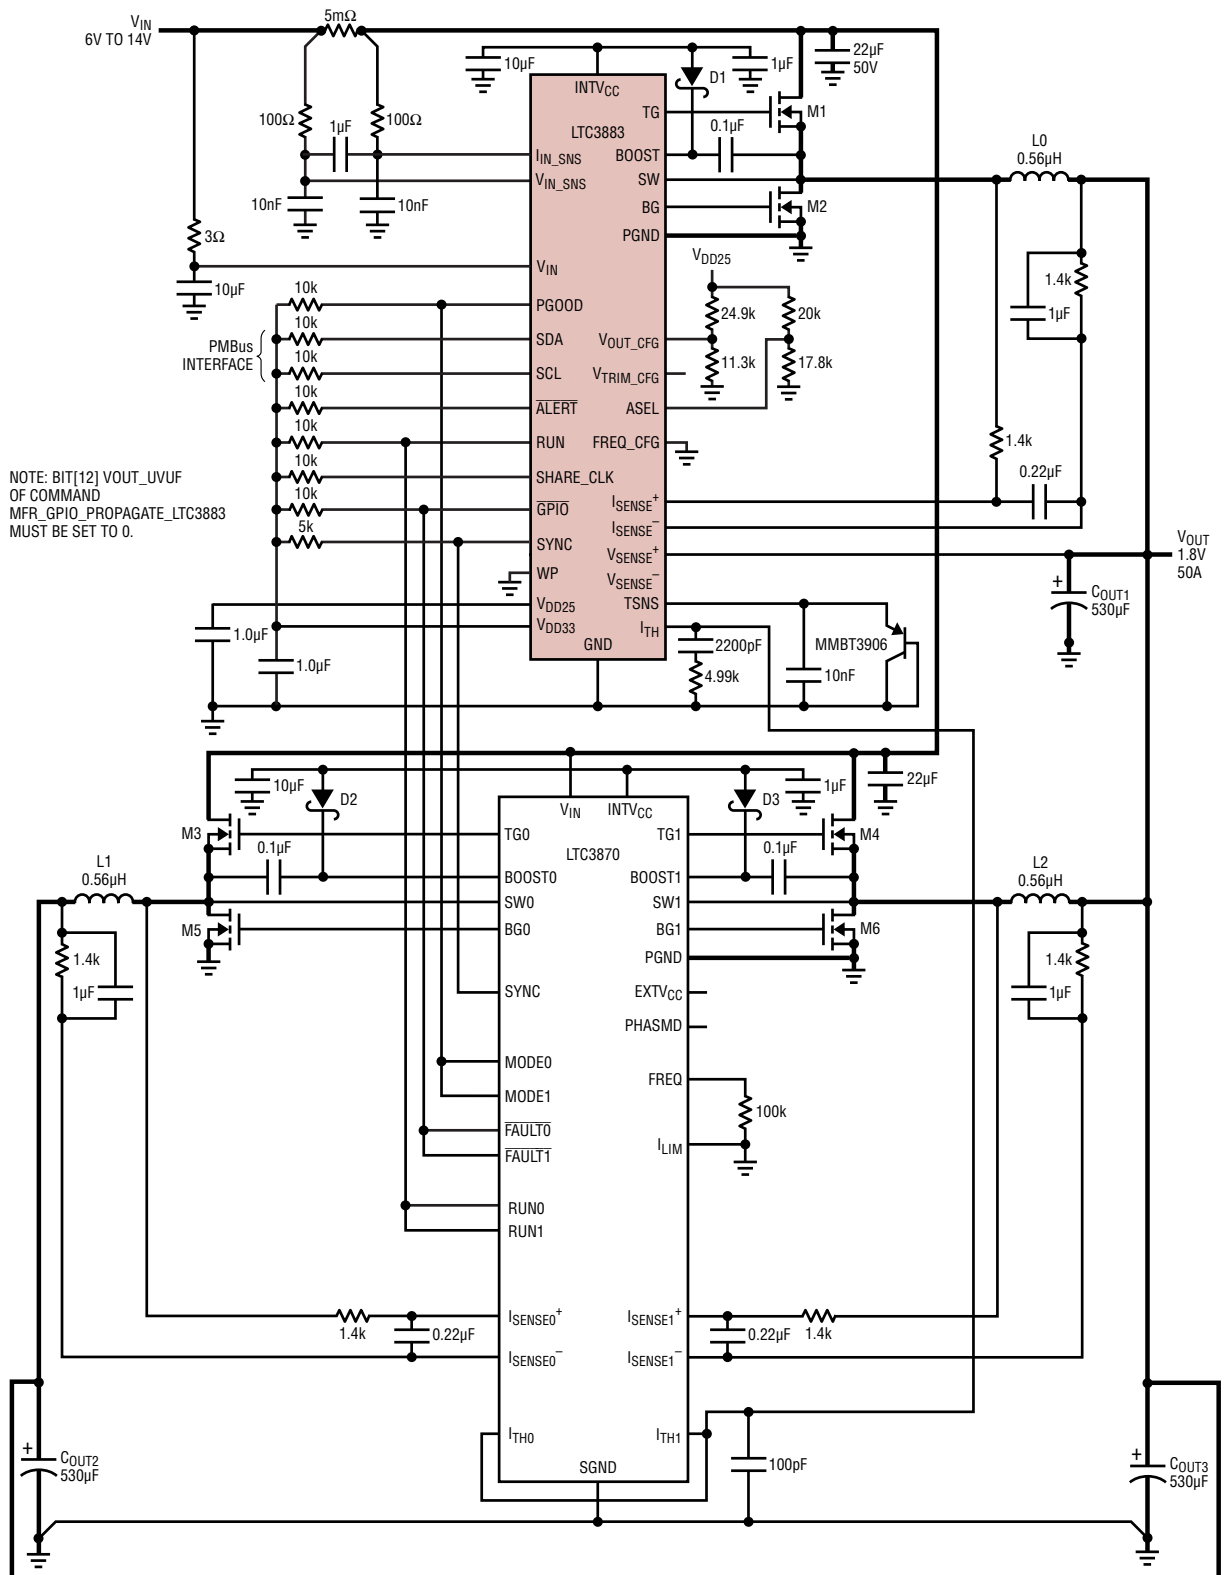 VIN
6V TO 14V
5mΩ
10µF
1µF
22µF
50V
D1
INTVCC
LTC3883
TG
M1
100Ω
1µF
100Ω
0.1µF
L0
0.56µH
IIN_SNS
BOOST
VIN_SNS
SW
10nF
10nF
BG
M2
3Ω
PGND
VIN
VDD25
10µF
10k
PGOOD
24.9k
20k
1.4k
1µF
10k
SDA
VOUT_CFG
PMBus
INTERFACE
10k
SCL
VTRIM_CFG
11.3k
17.8k
10k
ALERT
ASEL
10k
RUN
FREQ_CFG
1.4k
NOTE: BIT[12] VOUT_UVUF
OF COMMAND
MFR_GPIO_PROPAGATE_LTC3883
MUST BE SET TO 0.
10k
SHARE_CLK
0.22µF
10k
GPIO
ISENSE+
ISENSE–
5k
SYNC
VSENSE+
VOUT
1.8V
50A
WP
VSENSE–
VDD25
TSNS
COUT1
530µF
VDD33
ITH
1.0µF
1.0µF
GND
2200pF
4.99k
MMBT3906
10nF
10µF
D2
VIN
INTVCC
D3
1µF
22µF
M3
TG0
TG1
M4
LTC3870
L1
0.56µH
0.1µF
BOOST0
BOOST1
0.1µF
L2
0.56µH
SW0
SW1
M5
BG0
BG1
M6
1.4k
1µF
PGND
1.4k
1µF
SYNC
EXTVCC
PHASMD
MODE0
FREQ
MODE1
100k
FAULT0
ILIM
FAULT1
RUN0
RUN1
1.4k
0.22µF
ISENSE0+
ISENSE1+
0.22µF
1.4k
ISENSE0–
ISENSE1–
ITH0
ITH1
COUT2
530µF
SGND
100pF
COUT3
530µF